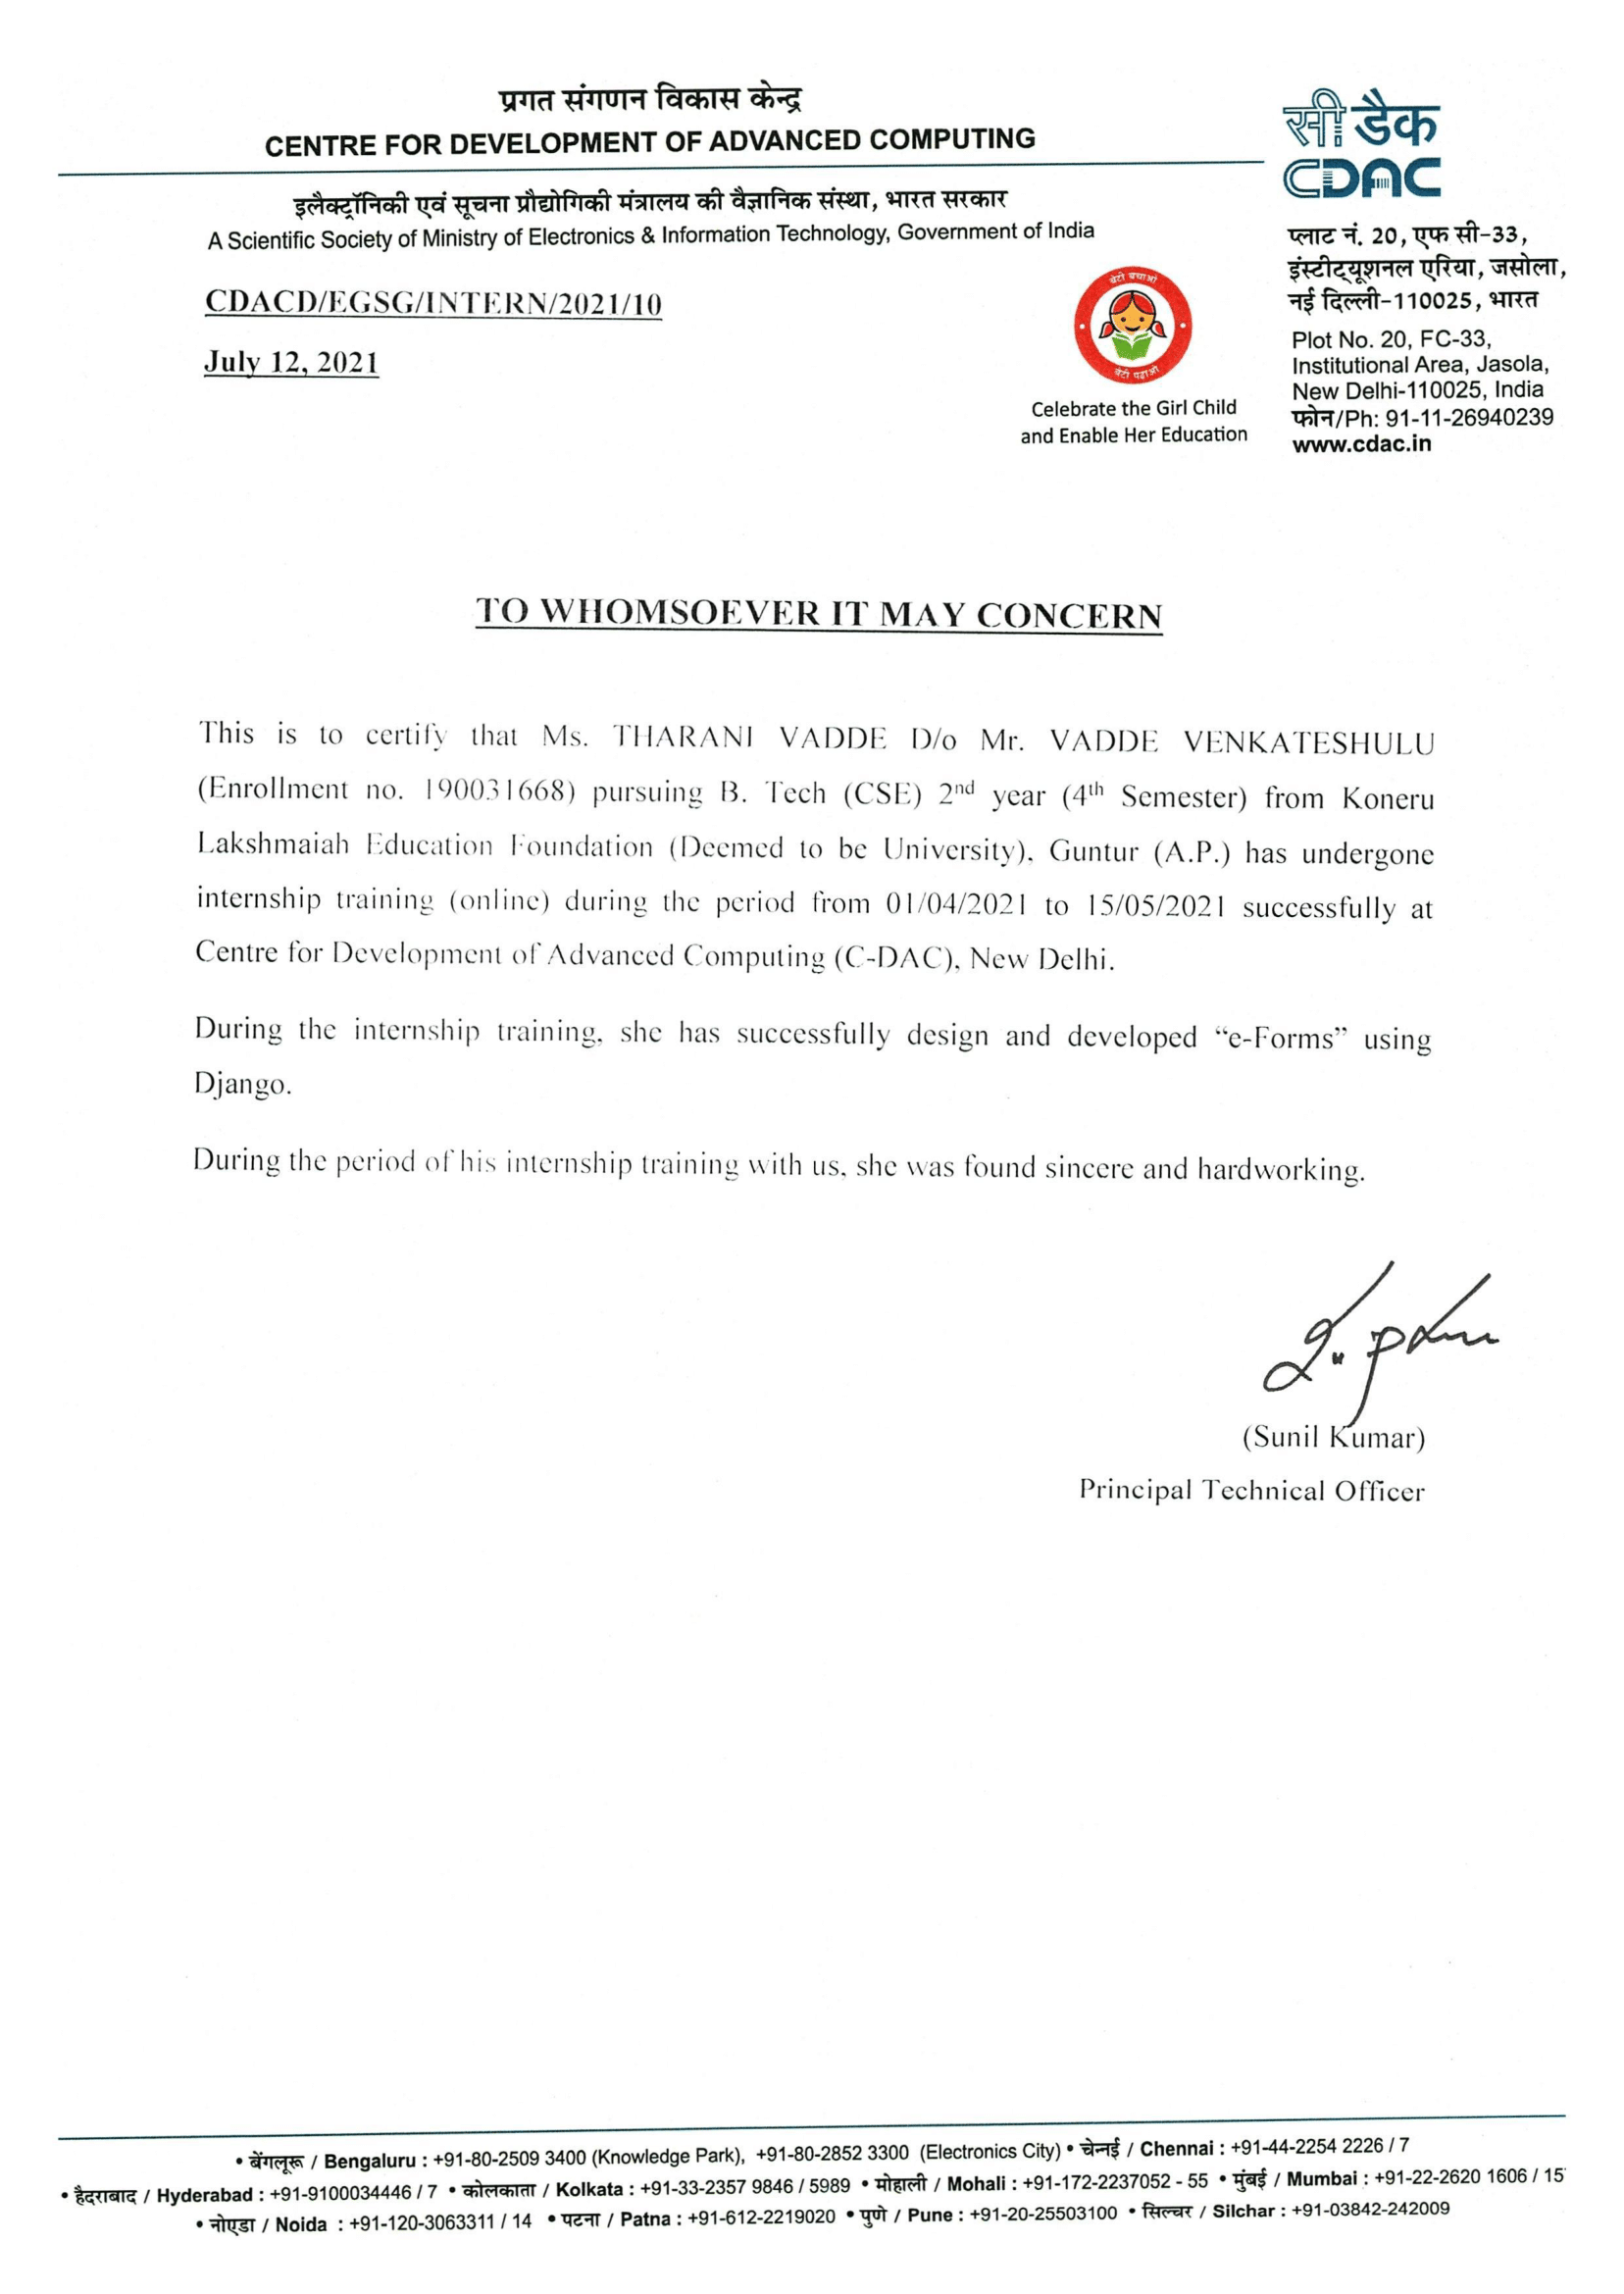 प्रगत संगणन विकास केन्द्र
CENTRE FOR DEVELOPMENT OF ADVANCED COMPUTING
इलैक्ट्रॉनिकी एवं सूचना प्रौद्योगिकी मंत्रालय की वैज्ञानिक संस्था, भारत सरकार
A Scientific Society of Ministry of Electronics & Information Technology, Government of India
सी डैक
CDAC
प्लाट नं. 20, एफ सी-33,
इंस्टीट्यूशनल एरिया, जसोला,
नई दिल्ली-110025, भारत
Plot No. 20, FC-33,
Institutional Area, Jasola,
New Delhi-110025, India
फोन/Ph: 91-11-26940239
www.cdac.in
CDACD/EGSG/INTERN/2021/10
July 12, 2021
बेटी बचाओ
बेटी पढ़ाओ
Celebrate the Girl Child
and Enable Her Education
TO WHOMSOEVER IT MAY CONCERN
This is to certify that Ms. THARANI VADDE D/o Mr. VADDE VENKATESHULU
(Enrollment no. 190031668) pursuing B. Tech (CSE) 2nd year (4th Semester) from Koneru
Lakshmaiah Education Foundation (Deemed to be University), Guntur (A.P.) has undergone
internship training (online) during the period from 01/04/2021 to 15/05/2021 successfully at
Centre for Development of Advanced Computing (C-DAC), New Delhi.
During the internship training, she has successfully design and developed “e-Forms” using
Django.
During the period of his internship training with us, she was found sincere and hardworking.
(Sunil Kumar)
Principal Technical Officer
• बेंगलूरू / Bengaluru : +91-80-2509 3400 (Knowledge Park), +91-80-2852 3300 (Electronics City) • चेन्नई / Chennai : +91-44-2254 2226 / 7
• हैदराबाद / Hyderabad : +91-9100034446 / 7 • कोलकाता / Kolkata : +91-33-2357 9846 / 5989 • मोहाली / Mohali : +91-172-2237052 - 55 • मुंबई / Mumbai : +91-22-2620 1606 / 15
• नोएडा / Noida : +91-120-3063311 / 14 • पटना / Patna : +91-612-2219020 • पुणे / Pune : +91-20-25503100 • सिल्चर / Silchar : +91-03842-242009